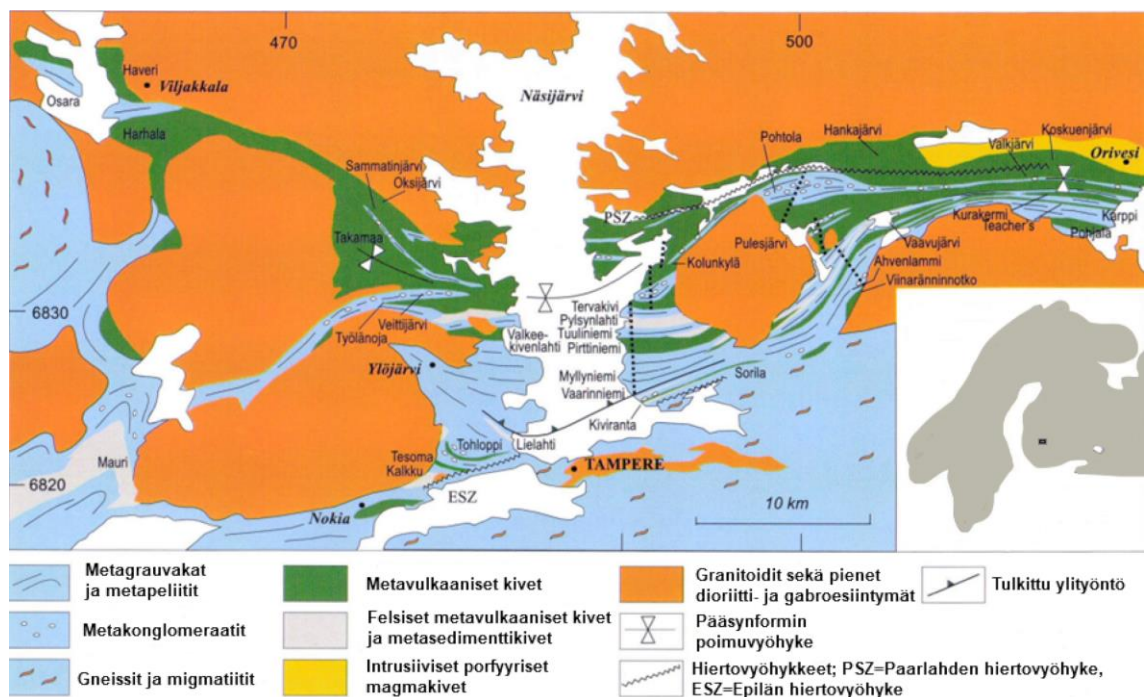 470
500
Haveri
Viljakkala
Osara
Näsijärvi
Harhala
Pohtola
Hankajärvi
Koskuenjärvi
Valkjärvi
Orivesi
Sammatinjärvi
Oksijärvi
PSZ
Kurakermi
Teacher's
Karppi
Pohjala
Takamaa
Pulesjärvi
Kolunkylä
Vaavujärvi
Ahvenlammi
Viinaränninnotko
6830
Veittijärvi
Työlänoja
Valkee-
kivenlahti
Tervakivi
Pylsynlahti
Tuuliniemi
Pirttiniemi
Ylöjärvi
Myllyniemi
Vaarinniemi
Sorila
Kiviranta
Mauri
Tohloppi
Lielahti
Tesoma
Kalkku
TAMPERE
6820
ESZ
Nokia
10 km
Metagrauvakat
ja metapeliitit
Metavulkaaniset kivet
Granitoidit sekä pienet
dioriitti- ja gabroesiintymät
Tulkittu ylityöntö
Metakonglomeraatit
Felsiset metavulkaaniset kivet
ja metasedimenttikivet
Pääsynformin
poimuvyöhyke
Gneissit ja migmatiitit
Intrusiiviset porfyyriset
magmakivet
Hiertovyöhykkeet; PSZ=Paarlahden hiertovyöhyke,
ESZ=Epilän hiertovyöhyke